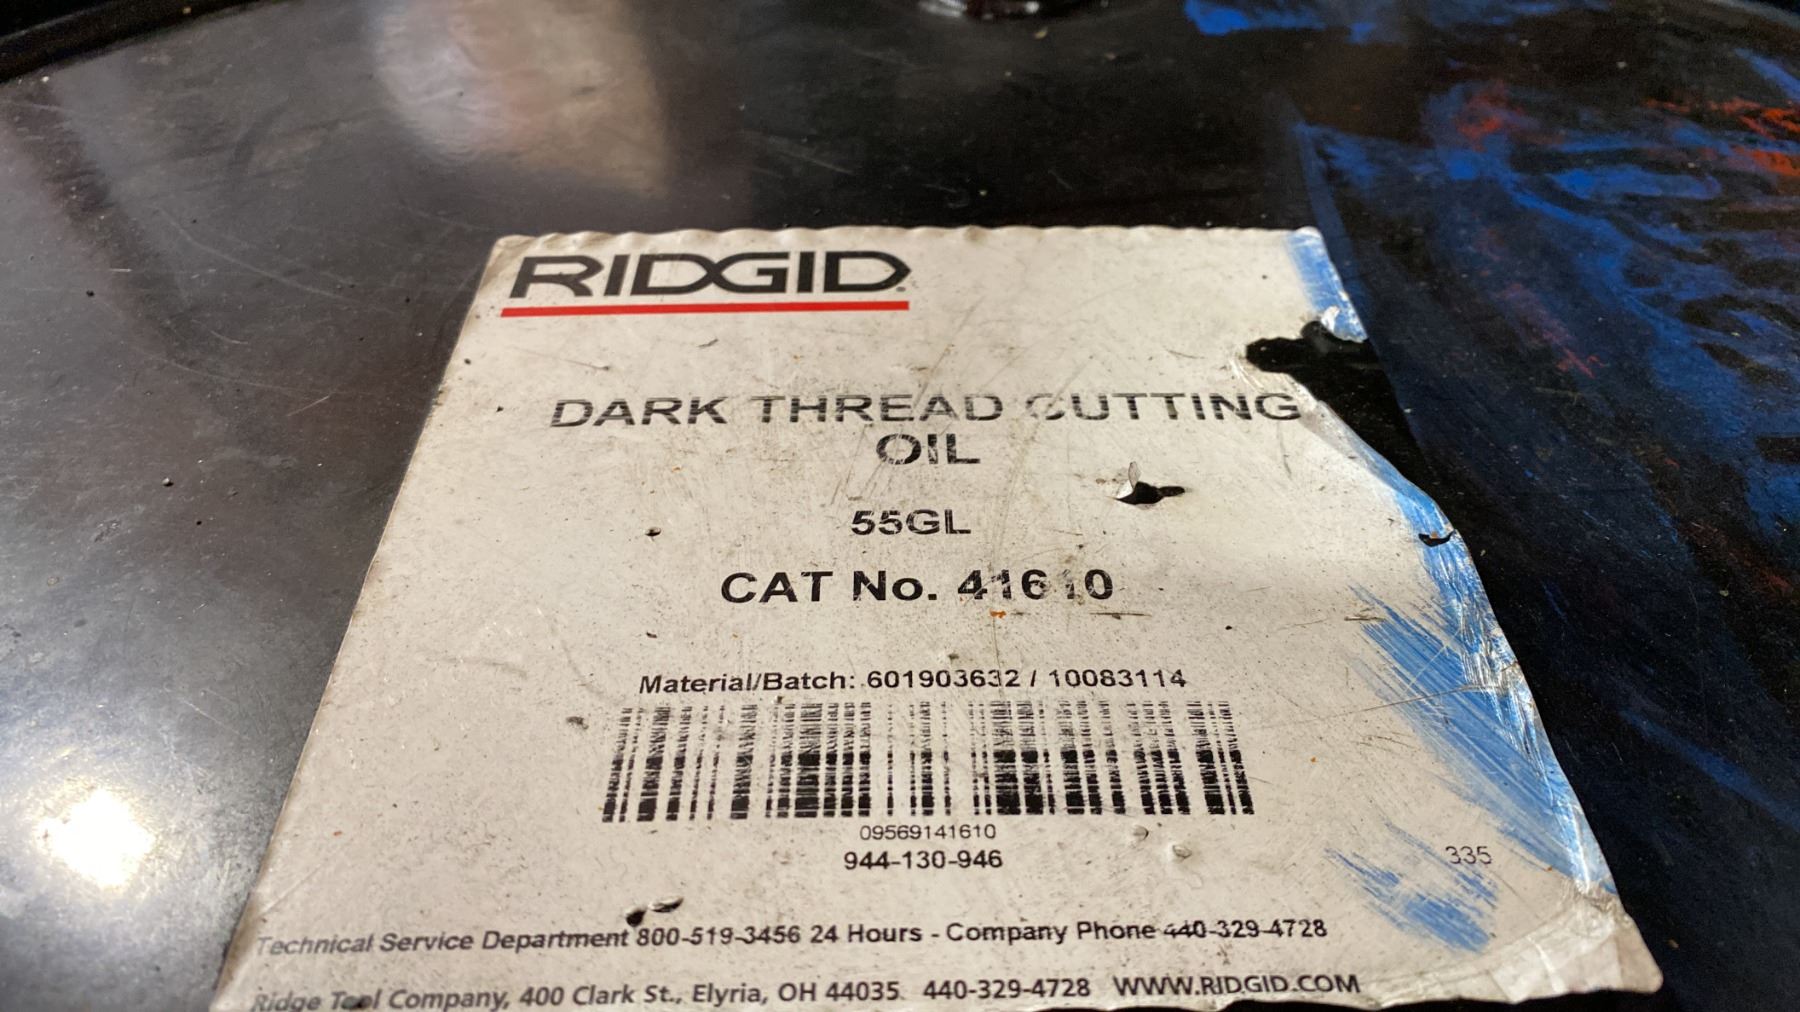 RIDGID
DARK THREAD CUTTING
OIL
55GL
CAT No. 41610
Material/Batch: 601903632 / 10083114
09569141610
944-130-946
335
Technical Service Department 800-519-3456 24 Hours - Company Phone 440-329-4728
Ridge Tool Company, 400 Clark St., Elyria, OH 44035 440-329-4728 WWW.RIDGID.COM